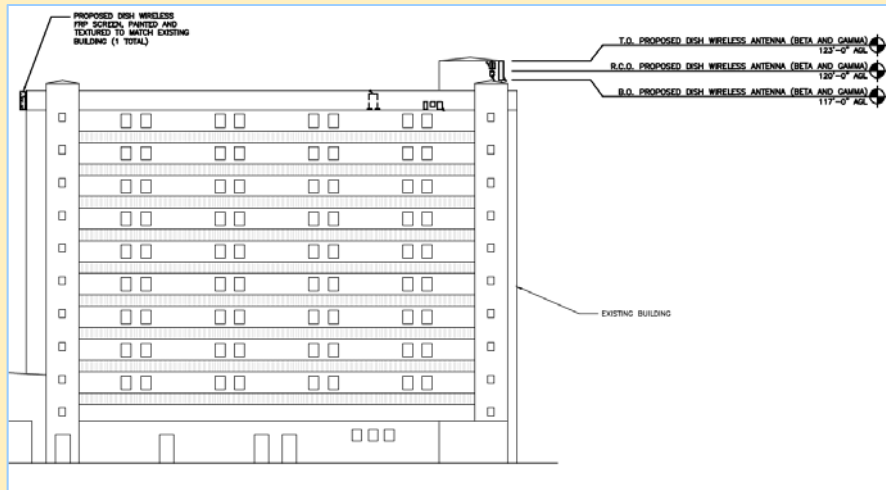 PROPOSED DISH WIRELESS
FRP SCREEN, PAINTED AND
TEXTURED TO MATCH EXISTING
BUILDING (1 TOTAL)
T.O. PROPOSED DISH WIRELESS ANTENNA (BETA AND GAMMA)
123'-0" AGL
R.C.O. PROPOSED DISH WIRELESS ANTENNA (BETA AND GAMMA)
120'-0" AGL
B.O. PROPOSED DISH WIRELESS ANTENNA (BETA AND GAMMA)
117'-0" AGL
EXISTING BUILDING